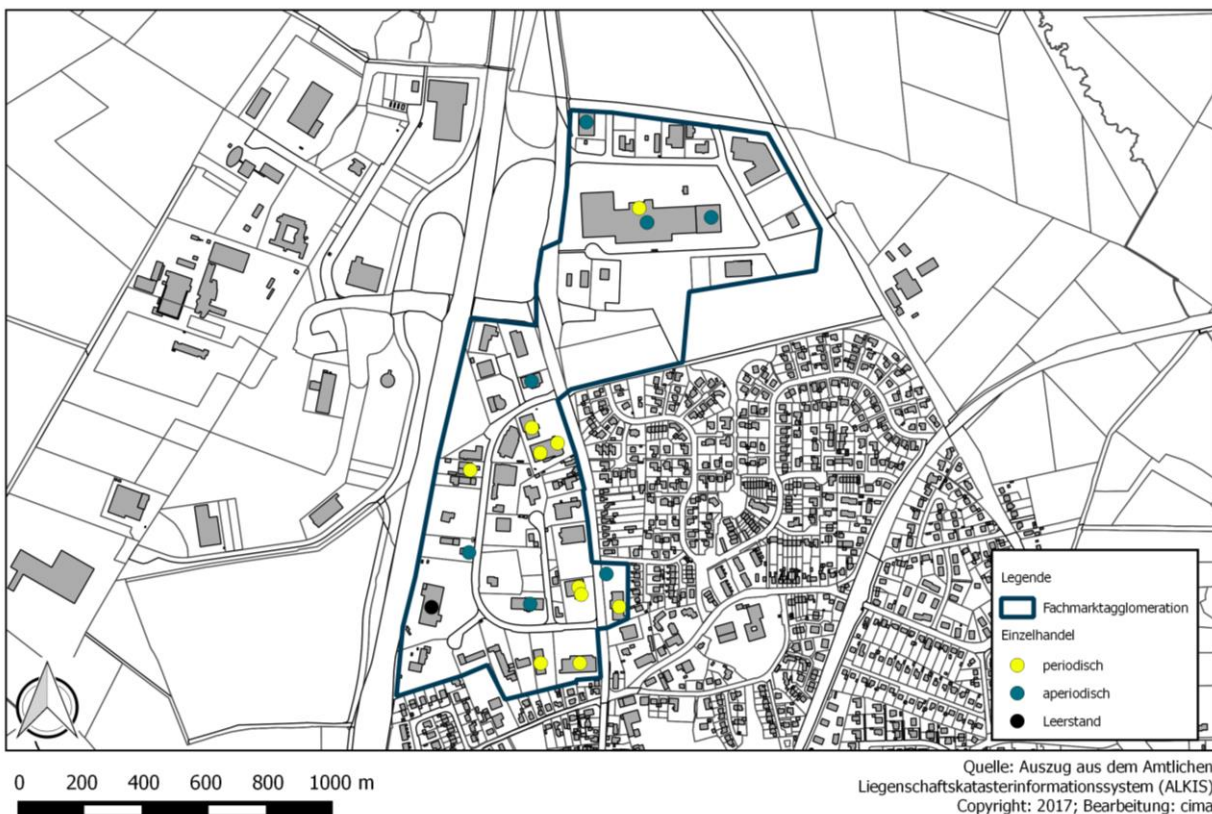 Legende
Fachmarktagglomeration
Einzelhandel
periodisch
aperiodisch
Leerstand
0 200 400 600 800 1000 m
Quelle: Auszug aus dem Amtlichen
Liegenschaftskatasterinformationssystem (ALKIS)
Copyright: 2017; Bearbeitung: cima